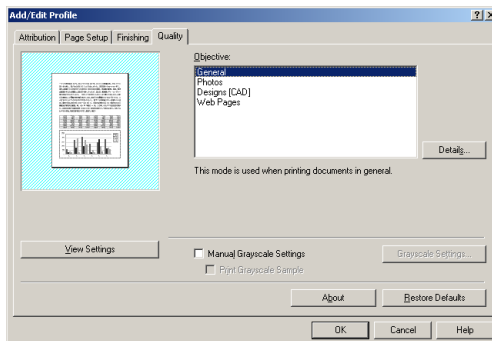 Add/Edit Profile
Attribution
Page Setup
Finishing
Quality
Objective:
General
Photos
Designs [CAD]
Web Pages
Details...
This mode is used when printing documents in general.
View Settings
Manual Grayscale Settings
Grayscale Settings...
Print Grayscale Sample
About
Restore Defaults
OK
Cancel
Help